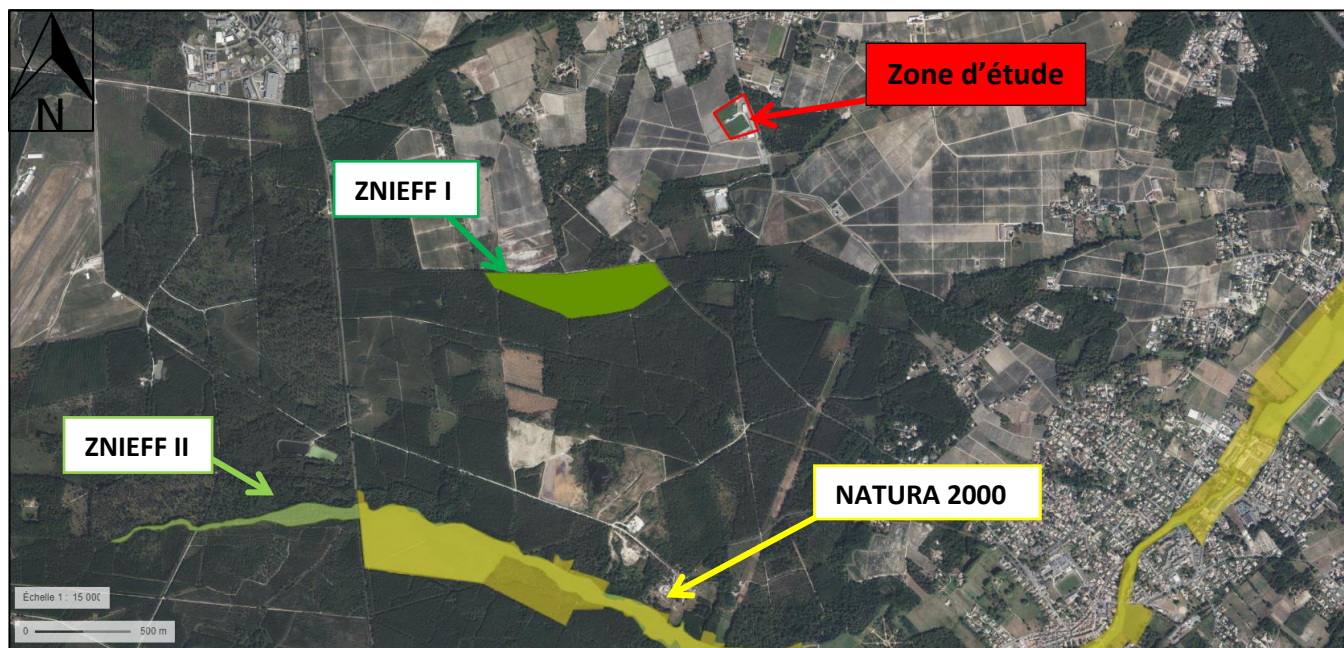 N
Zone d'étude
ZNIEFF I
ZNIEFF II
NATURA 2000
Échelle 1 : 15 000
0 500 m